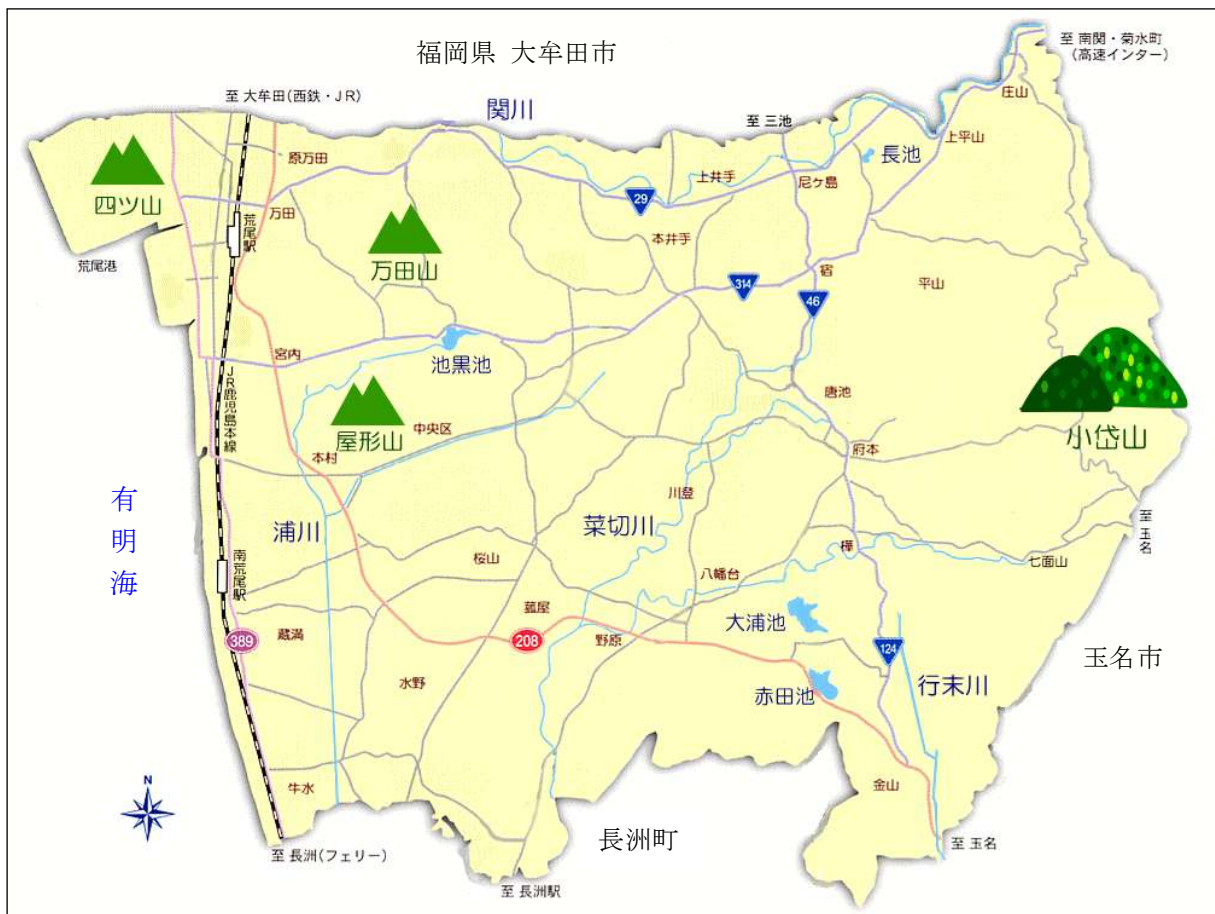 福岡県 大牟田市
至 南関・菊水町
(高速インター)
至 大牟田(西鉄・JR)
関川
庄山
至 三池
上平山
長池
原万田
四ツ山
上井手
尼ケ島
29
万田
荒尾駅
本井手
万田山
荒尾港
宿
平山
314
46
池黒池
宮内
JR鹿児島本線
唐池
屋形山
中央区
小岱山
本村
府本
有明海
川登
浦川
菜切川
至 玉名
樺
桜山
七面山
南荒尾駅
八幡台
菰屋
大浦池
蔵満
389
208
野原
124
玉名市
水野
赤田池
行末川
N
牛水
金山
長洲町
至 玉名
至 長洲(フェリー)
至 長洲駅